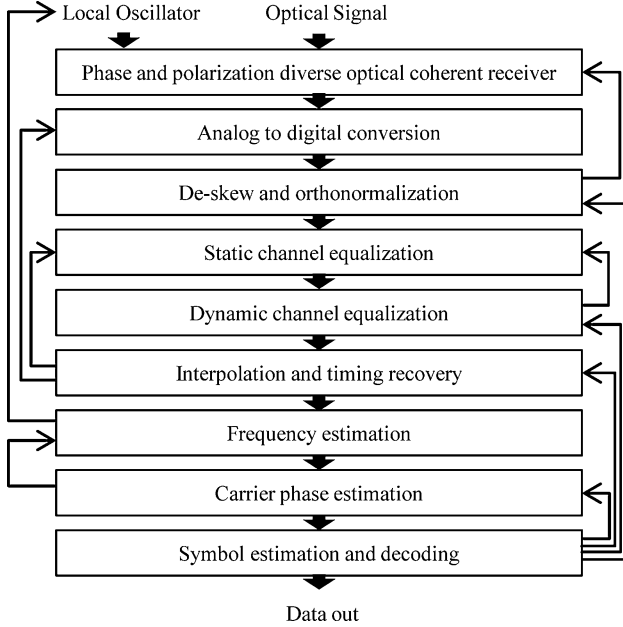 Local Oscillator
Optical Signal
Phase and polarization diverse optical coherent receiver
Analog to digital conversion
De-skew and orthonormalization
Static channel equalization
Dynamic channel equalization
Interpolation and timing recovery
Frequency estimation
Carrier phase estimation
Symbol estimation and decoding
Data out